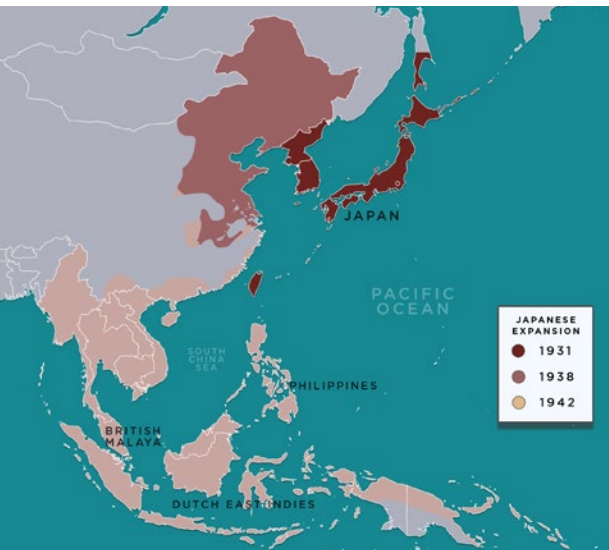 JAPAN
PACIFIC
OCEAN
SOUTH
CHINA
SEA
PHILIPPINES
BRITISH
MALAYA
DUTCH EAST INDIES
JAPANESE
EXPANSION
1931
1938
1942